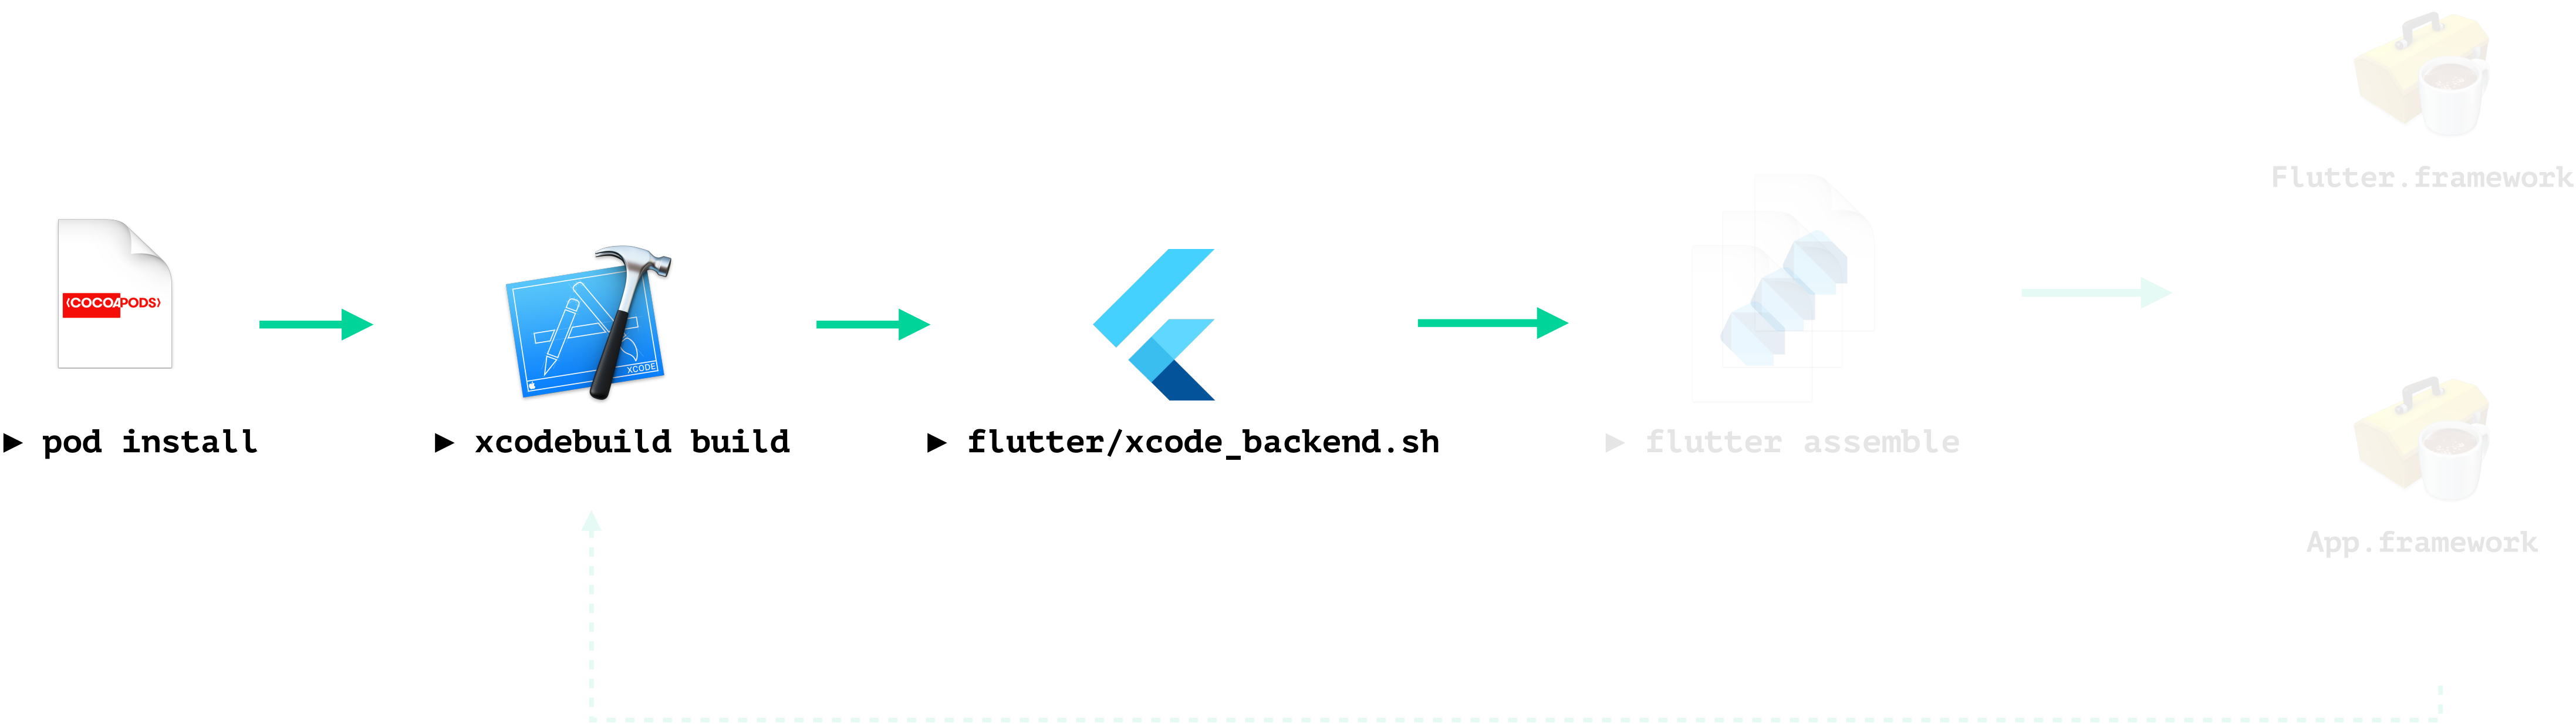 Flutter.framework
{COCOAPODS}
XCODE
▶ pod install
▶ xcodebuild build
▶ flutter/xcode_backend.sh
▶ flutter assemble
App.framework